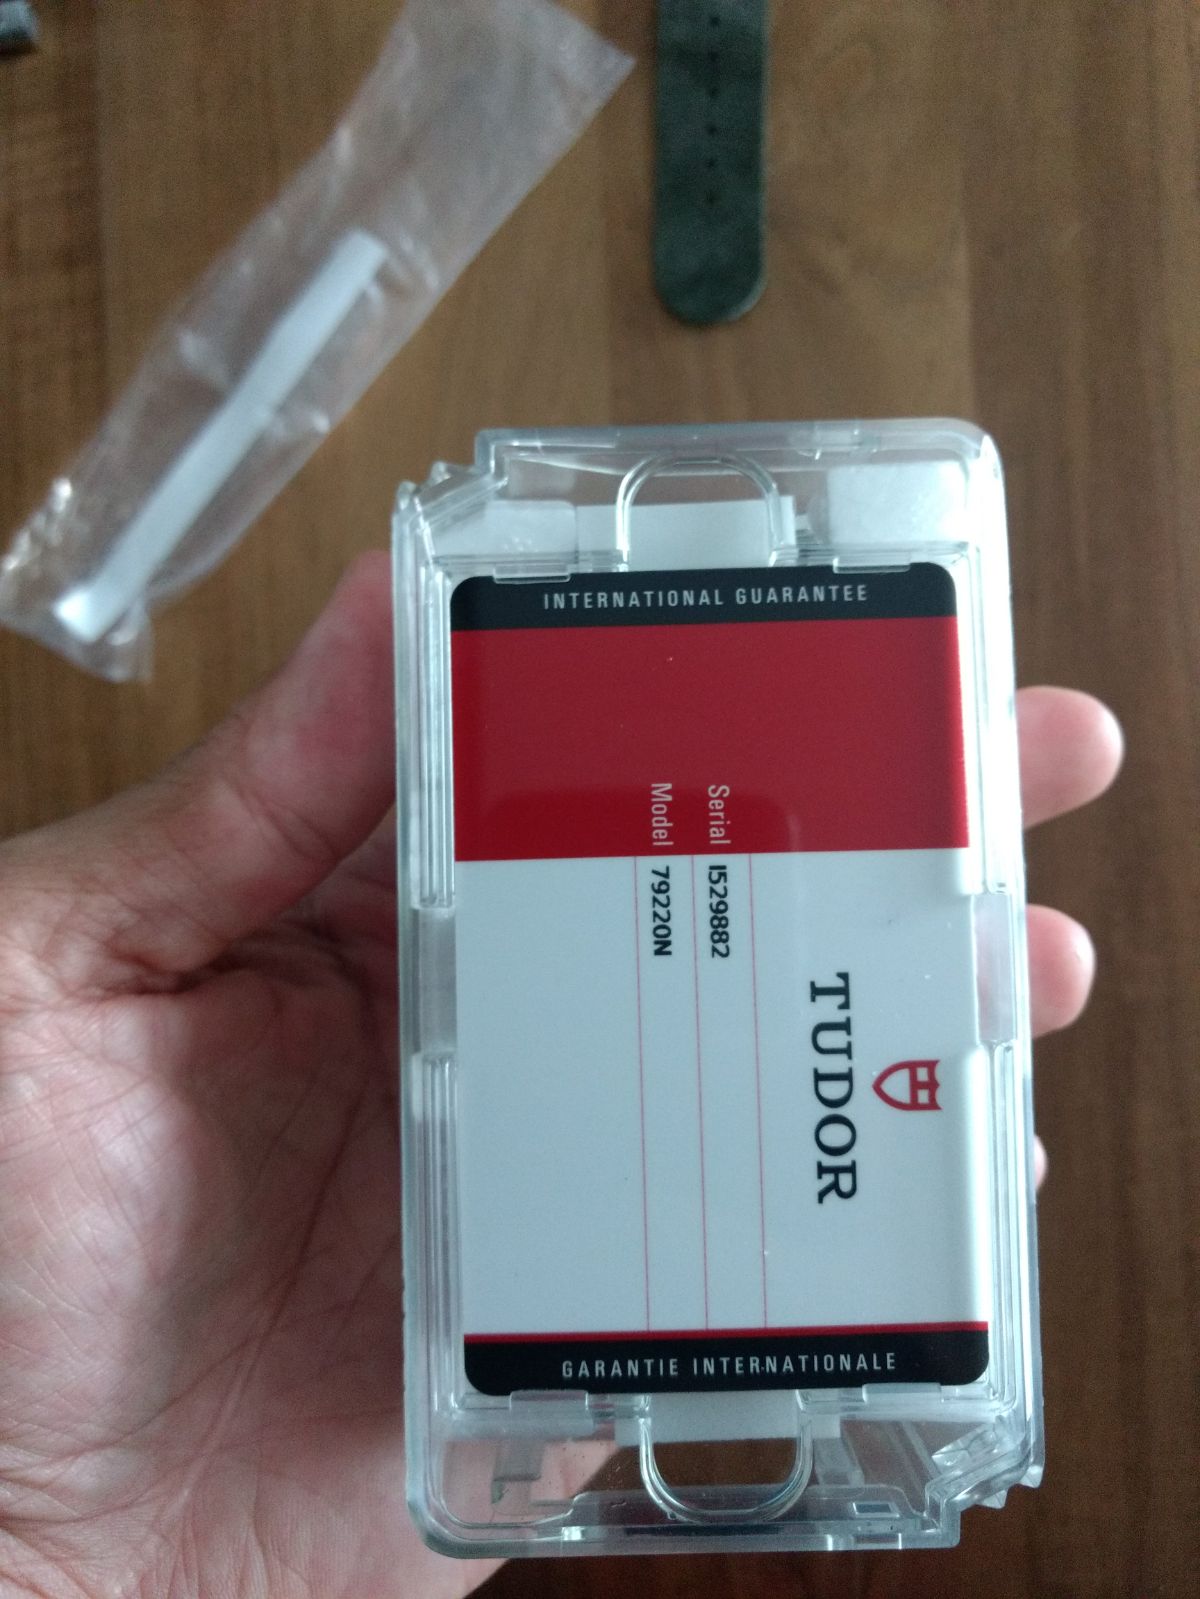 INTERNATIONAL GUARANTEE
TUDOR
Serial I529882
Model 79220N
GARANTIE INTERNATIONALE